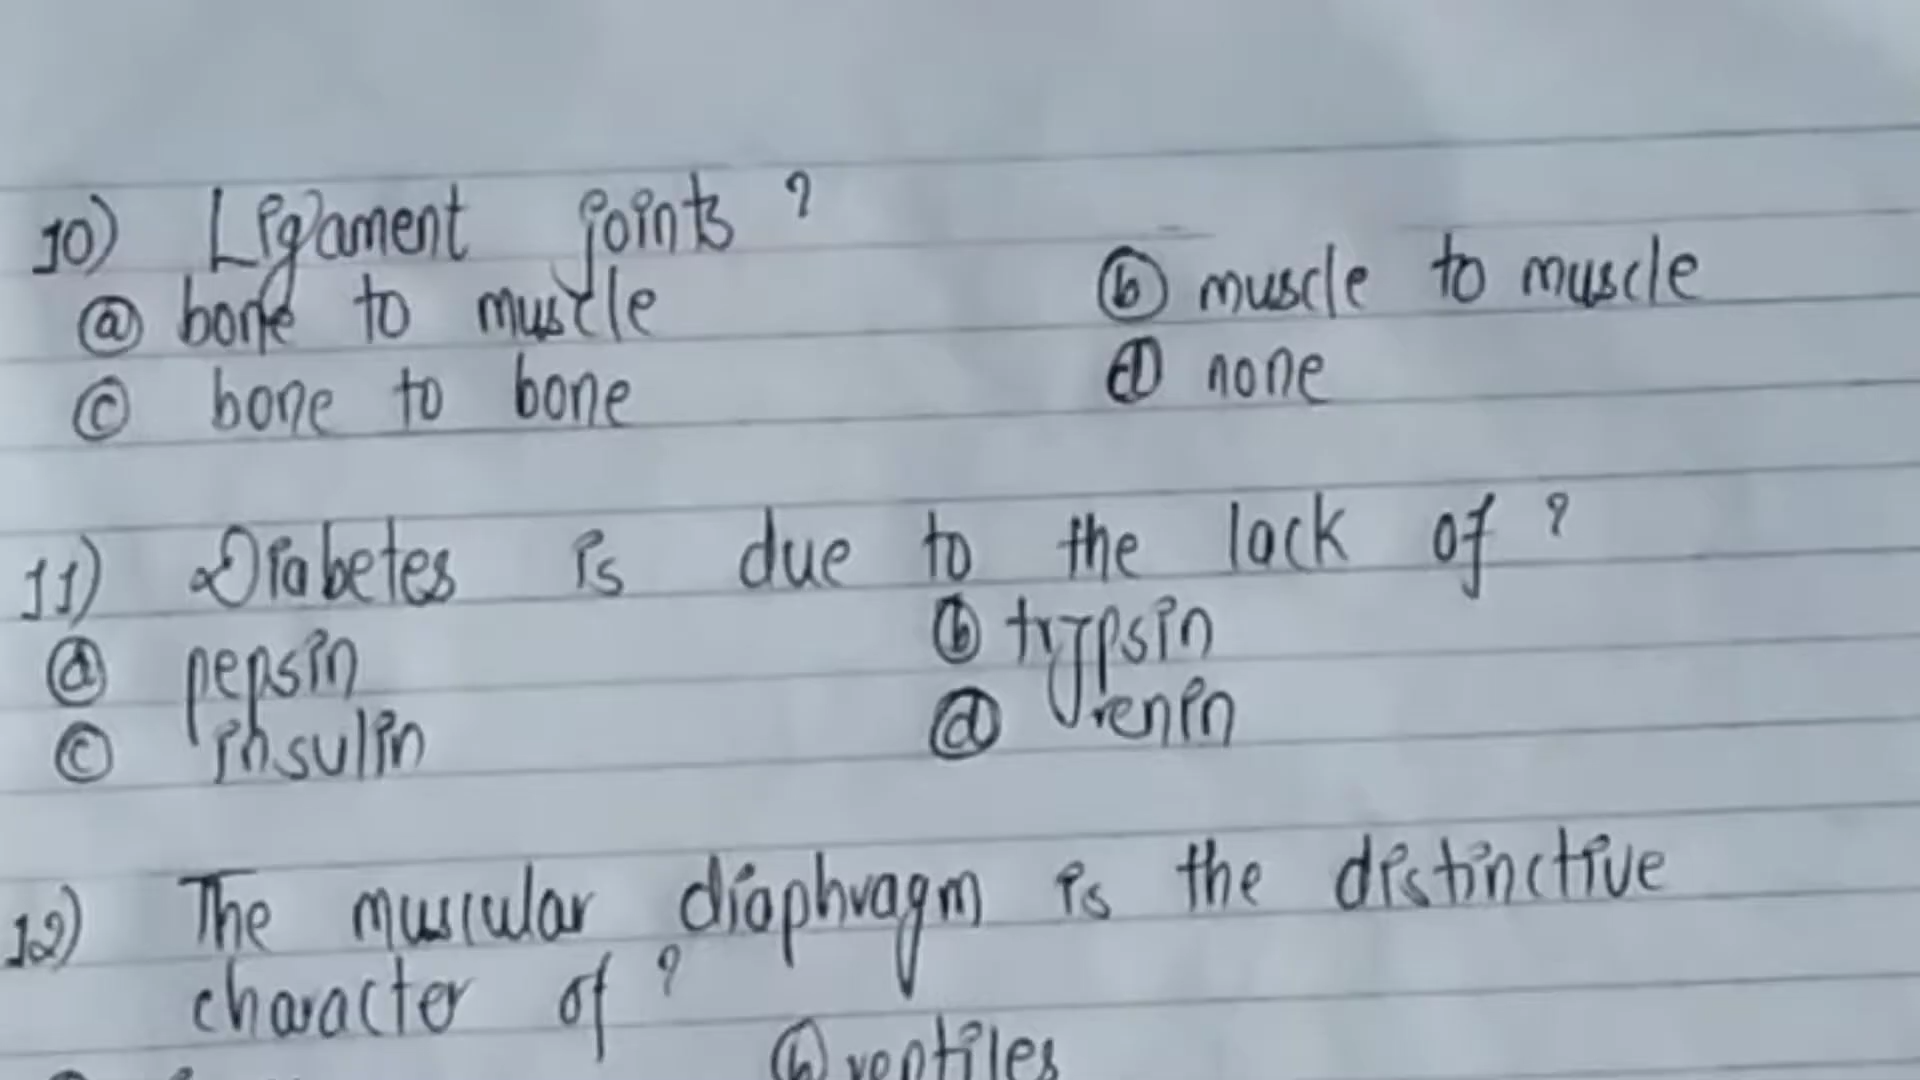 10) Ligament joints ?
ⓐ bone to muscle ⓑ muscle to muscle
ⓒ bone to bone ⓓ none
11) Diabetes is due to the lack of ?
ⓐ pepsin ⓑ trypsin
ⓒ insulin ⓓ renin
12) The muscular diaphragm is the distinctive
character of ?
ⓑ reptiles